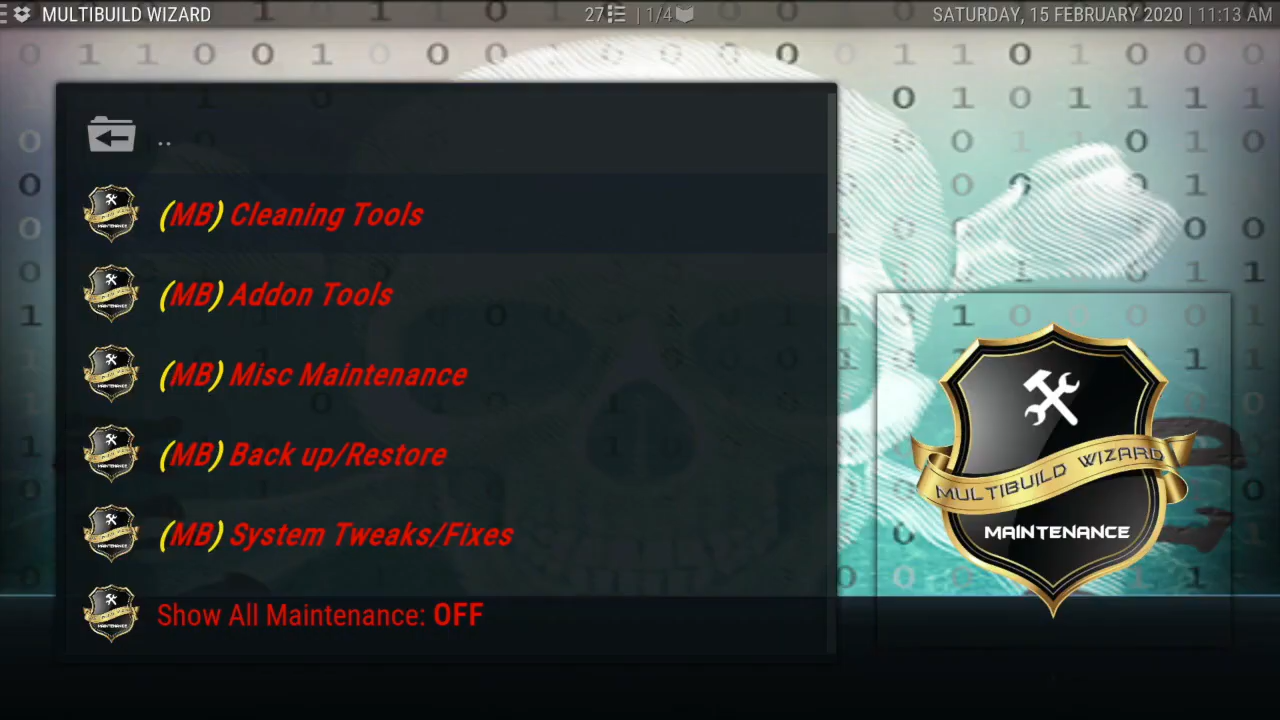 MULTIBUILD WIZARD
27 | 1/4
SATURDAY, 15 FEBRUARY 2020 | 11:13 AM
..
(MB) Cleaning Tools
(MB) Addon Tools
(MB) Misc Maintenance
(MB) Back up/Restore
(MB) System Tweaks/Fixes
Show All Maintenance: OFF
MULTIBUILD WIZARD
MAINTENANCE